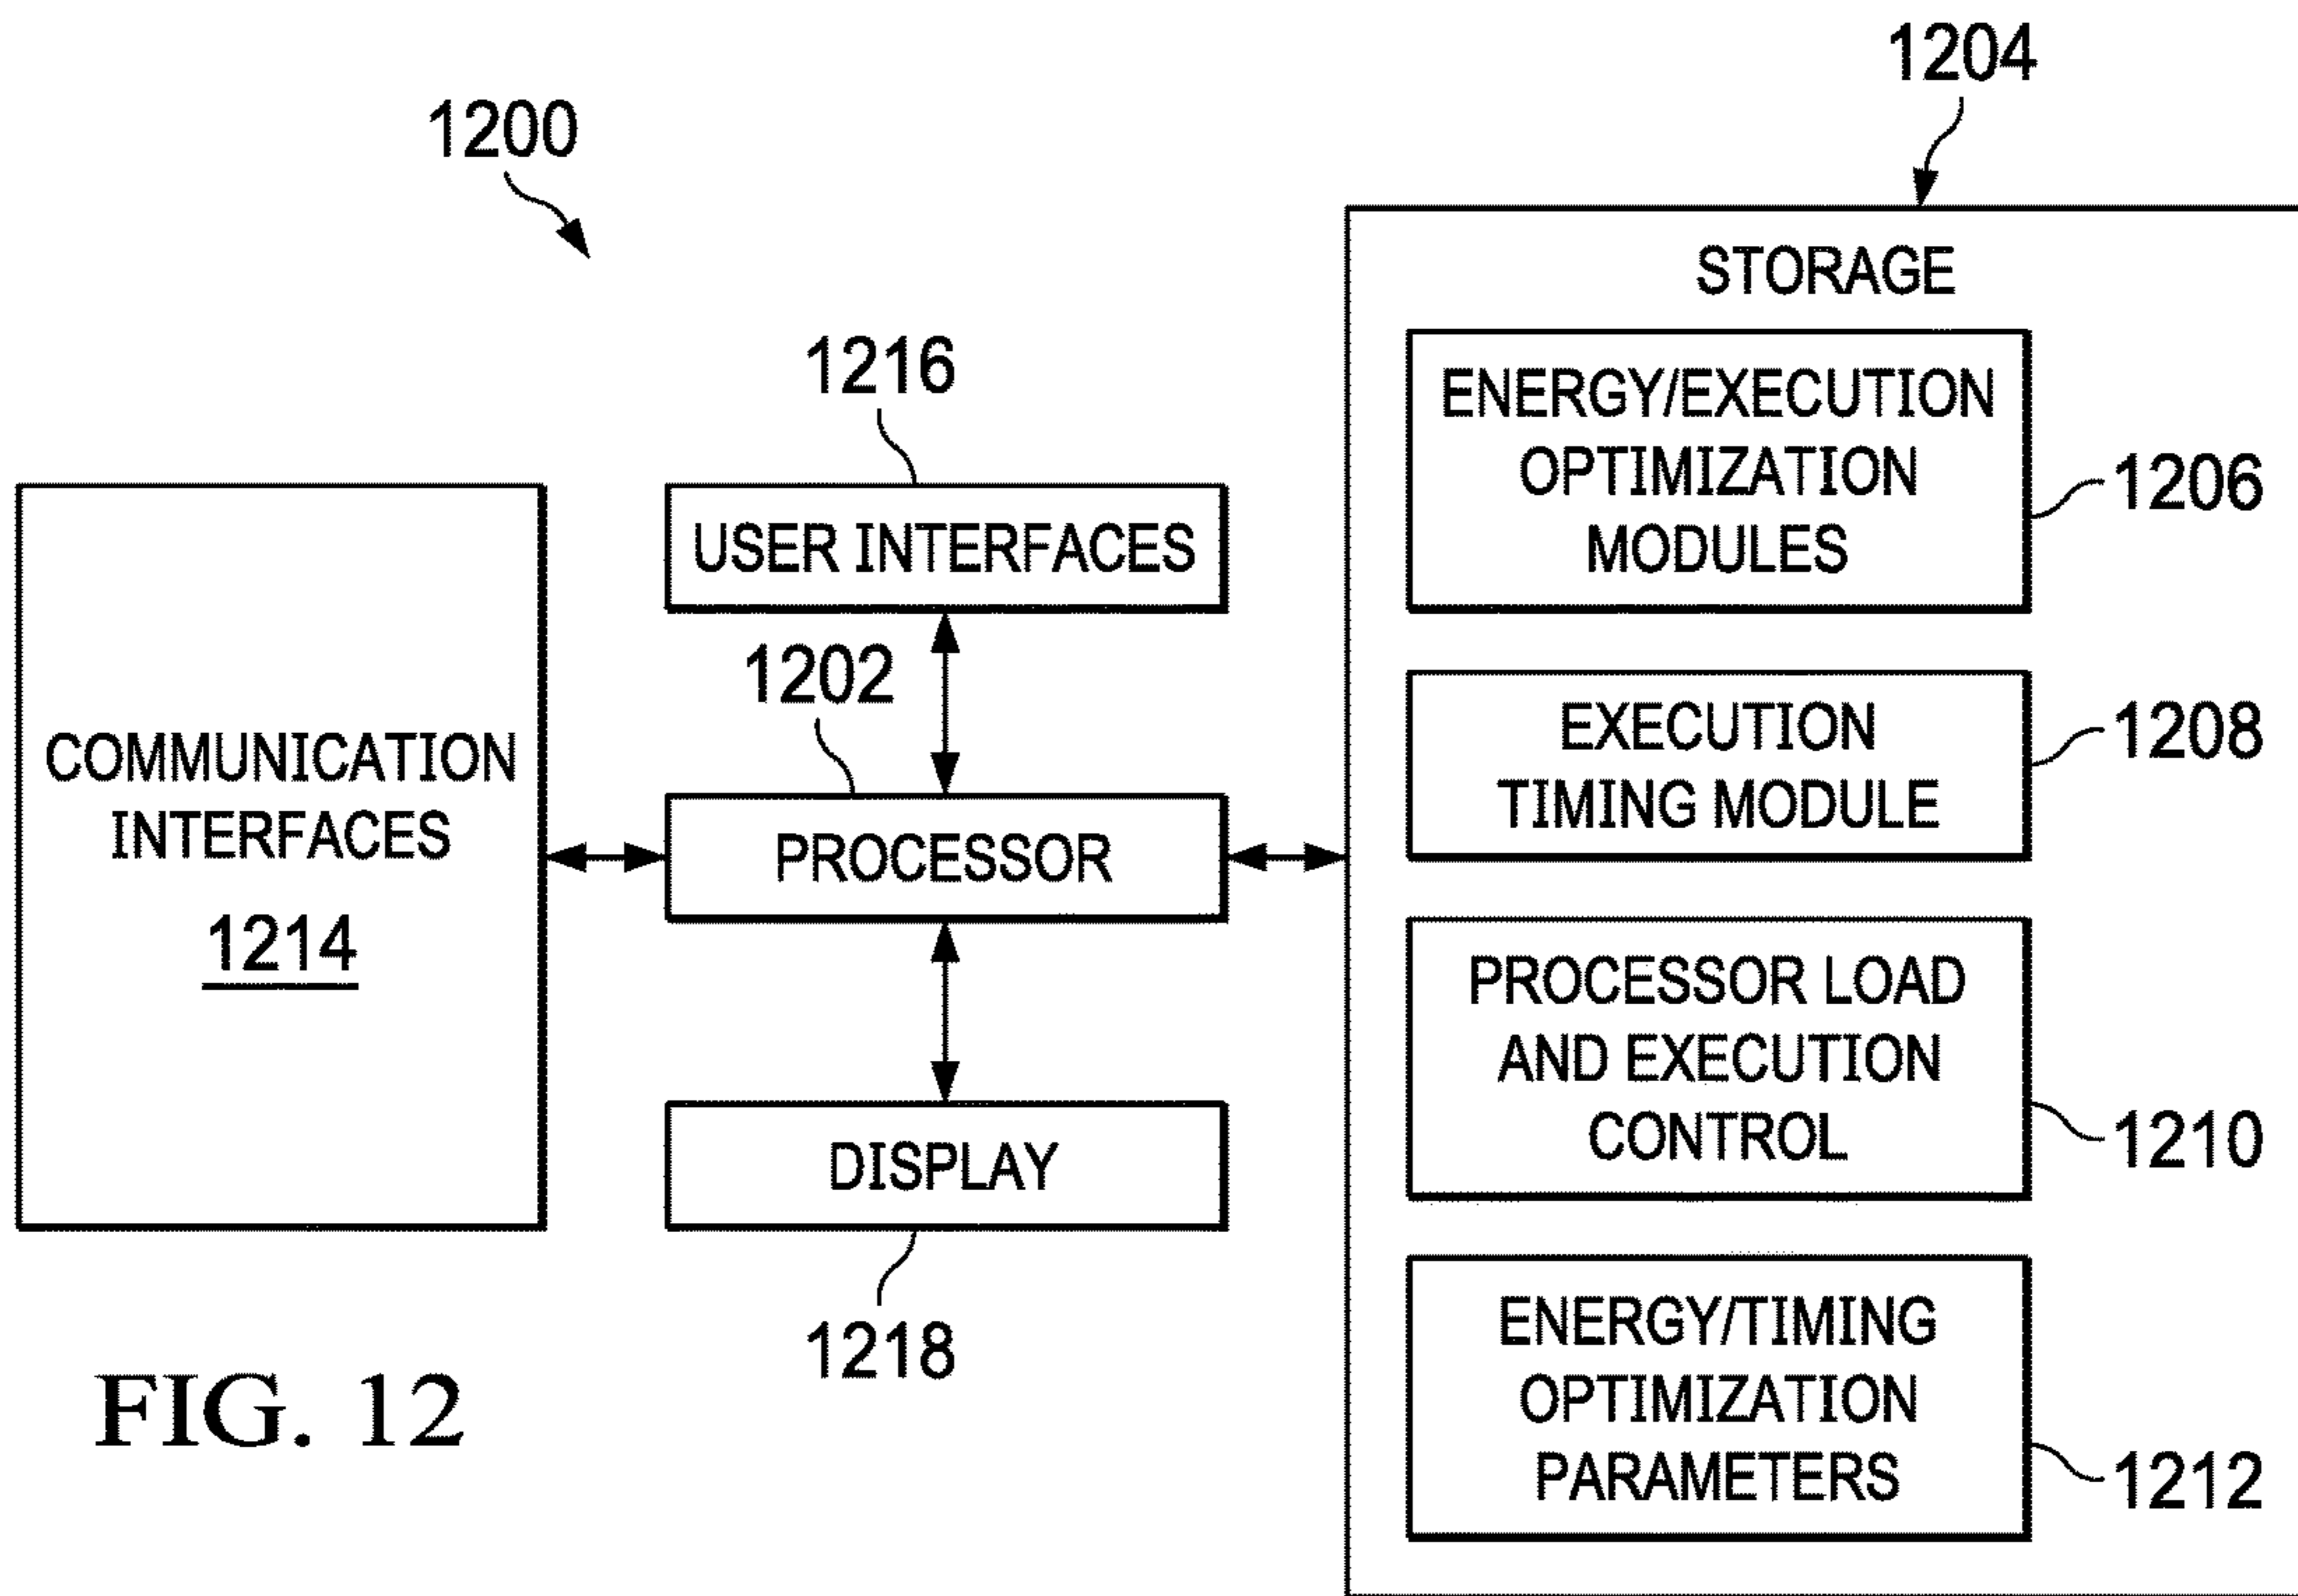 1204
1200
STORAGE
1216
ENERGY/EXECUTION
OPTIMIZATION
MODULES
1206
USER INTERFACES
1202
EXECUTION
TIMING MODULE
1208
COMMUNICATION
INTERFACES
1214
PROCESSOR
PROCESSOR LOAD
AND EXECUTION
CONTROL
1210
DISPLAY
1218
ENERGY/TIMING
OPTIMIZATION
PARAMETERS
1212
FIG. 12